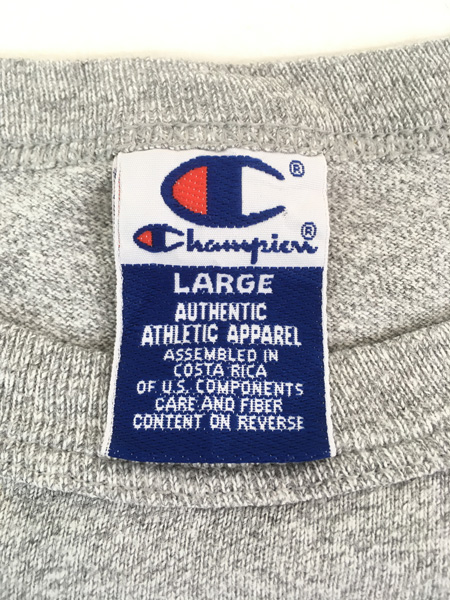 C®
Champion®
LARGE
AUTHENTIC
ATHLETIC APPAREL
ASSEMBLED IN
COSTA RICA
OF U.S. COMPONENTS
CARE AND FIBER
CONTENT ON REVERSE